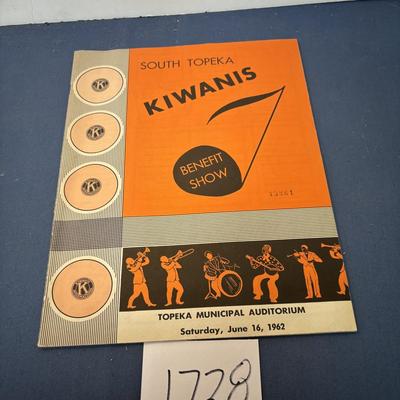 SOUTH TOPEKA
KIWANIS
BENEFIT
SHOW
K
K
K
K
TOPEKA MUNICIPAL AUDITORIUM
Saturday, June 16, 1962
1728